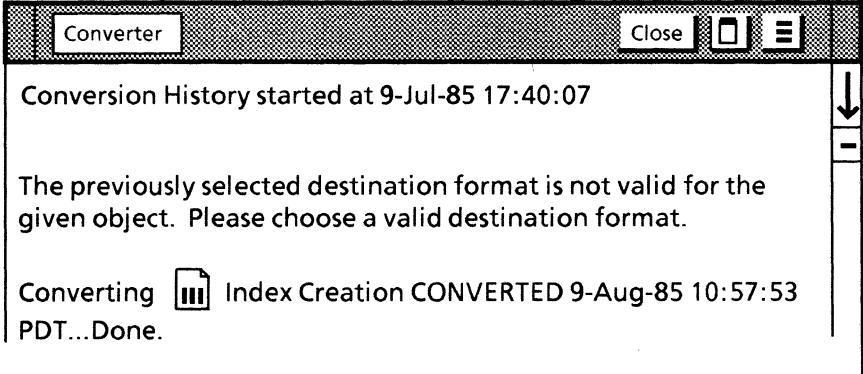 Converter
Close
Conversion History started at 9-Jul-85 17:40:07
The previously selected destination format is not valid for the
given object. Please choose a valid destination format.
Converting Index Creation CONVERTED 9-Aug-85 10:57:53
PDT...Done.